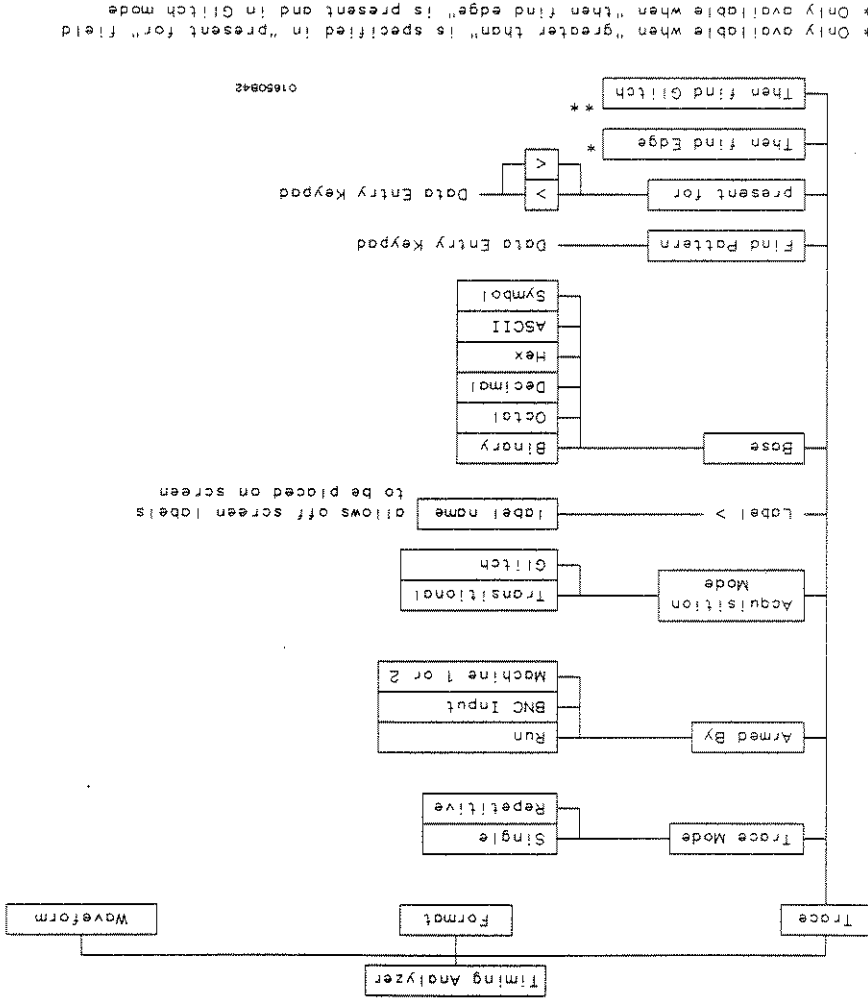 Timing Analyzer
Trace
Format
Waveform
Trace Mode
Single
Repetitive
Armed By
Run
BNC Input
Machine 1 or 2
Acquisition
Mode
Transitional
Glitch
Label >
label name
allows off screen labels
to be placed on screen
Base
Binary
Octal
Decimal
Hex
ASCII
Symbol
Find Pattern
Data Entry Keypad
present for
>
<
Data Entry Keypad
Then find Edge
*
Then find Glitch
**
01650B42
* Only available when "greater than" is specified in "present for" field
* Only available when "then find edge" is present and in Glitch mode